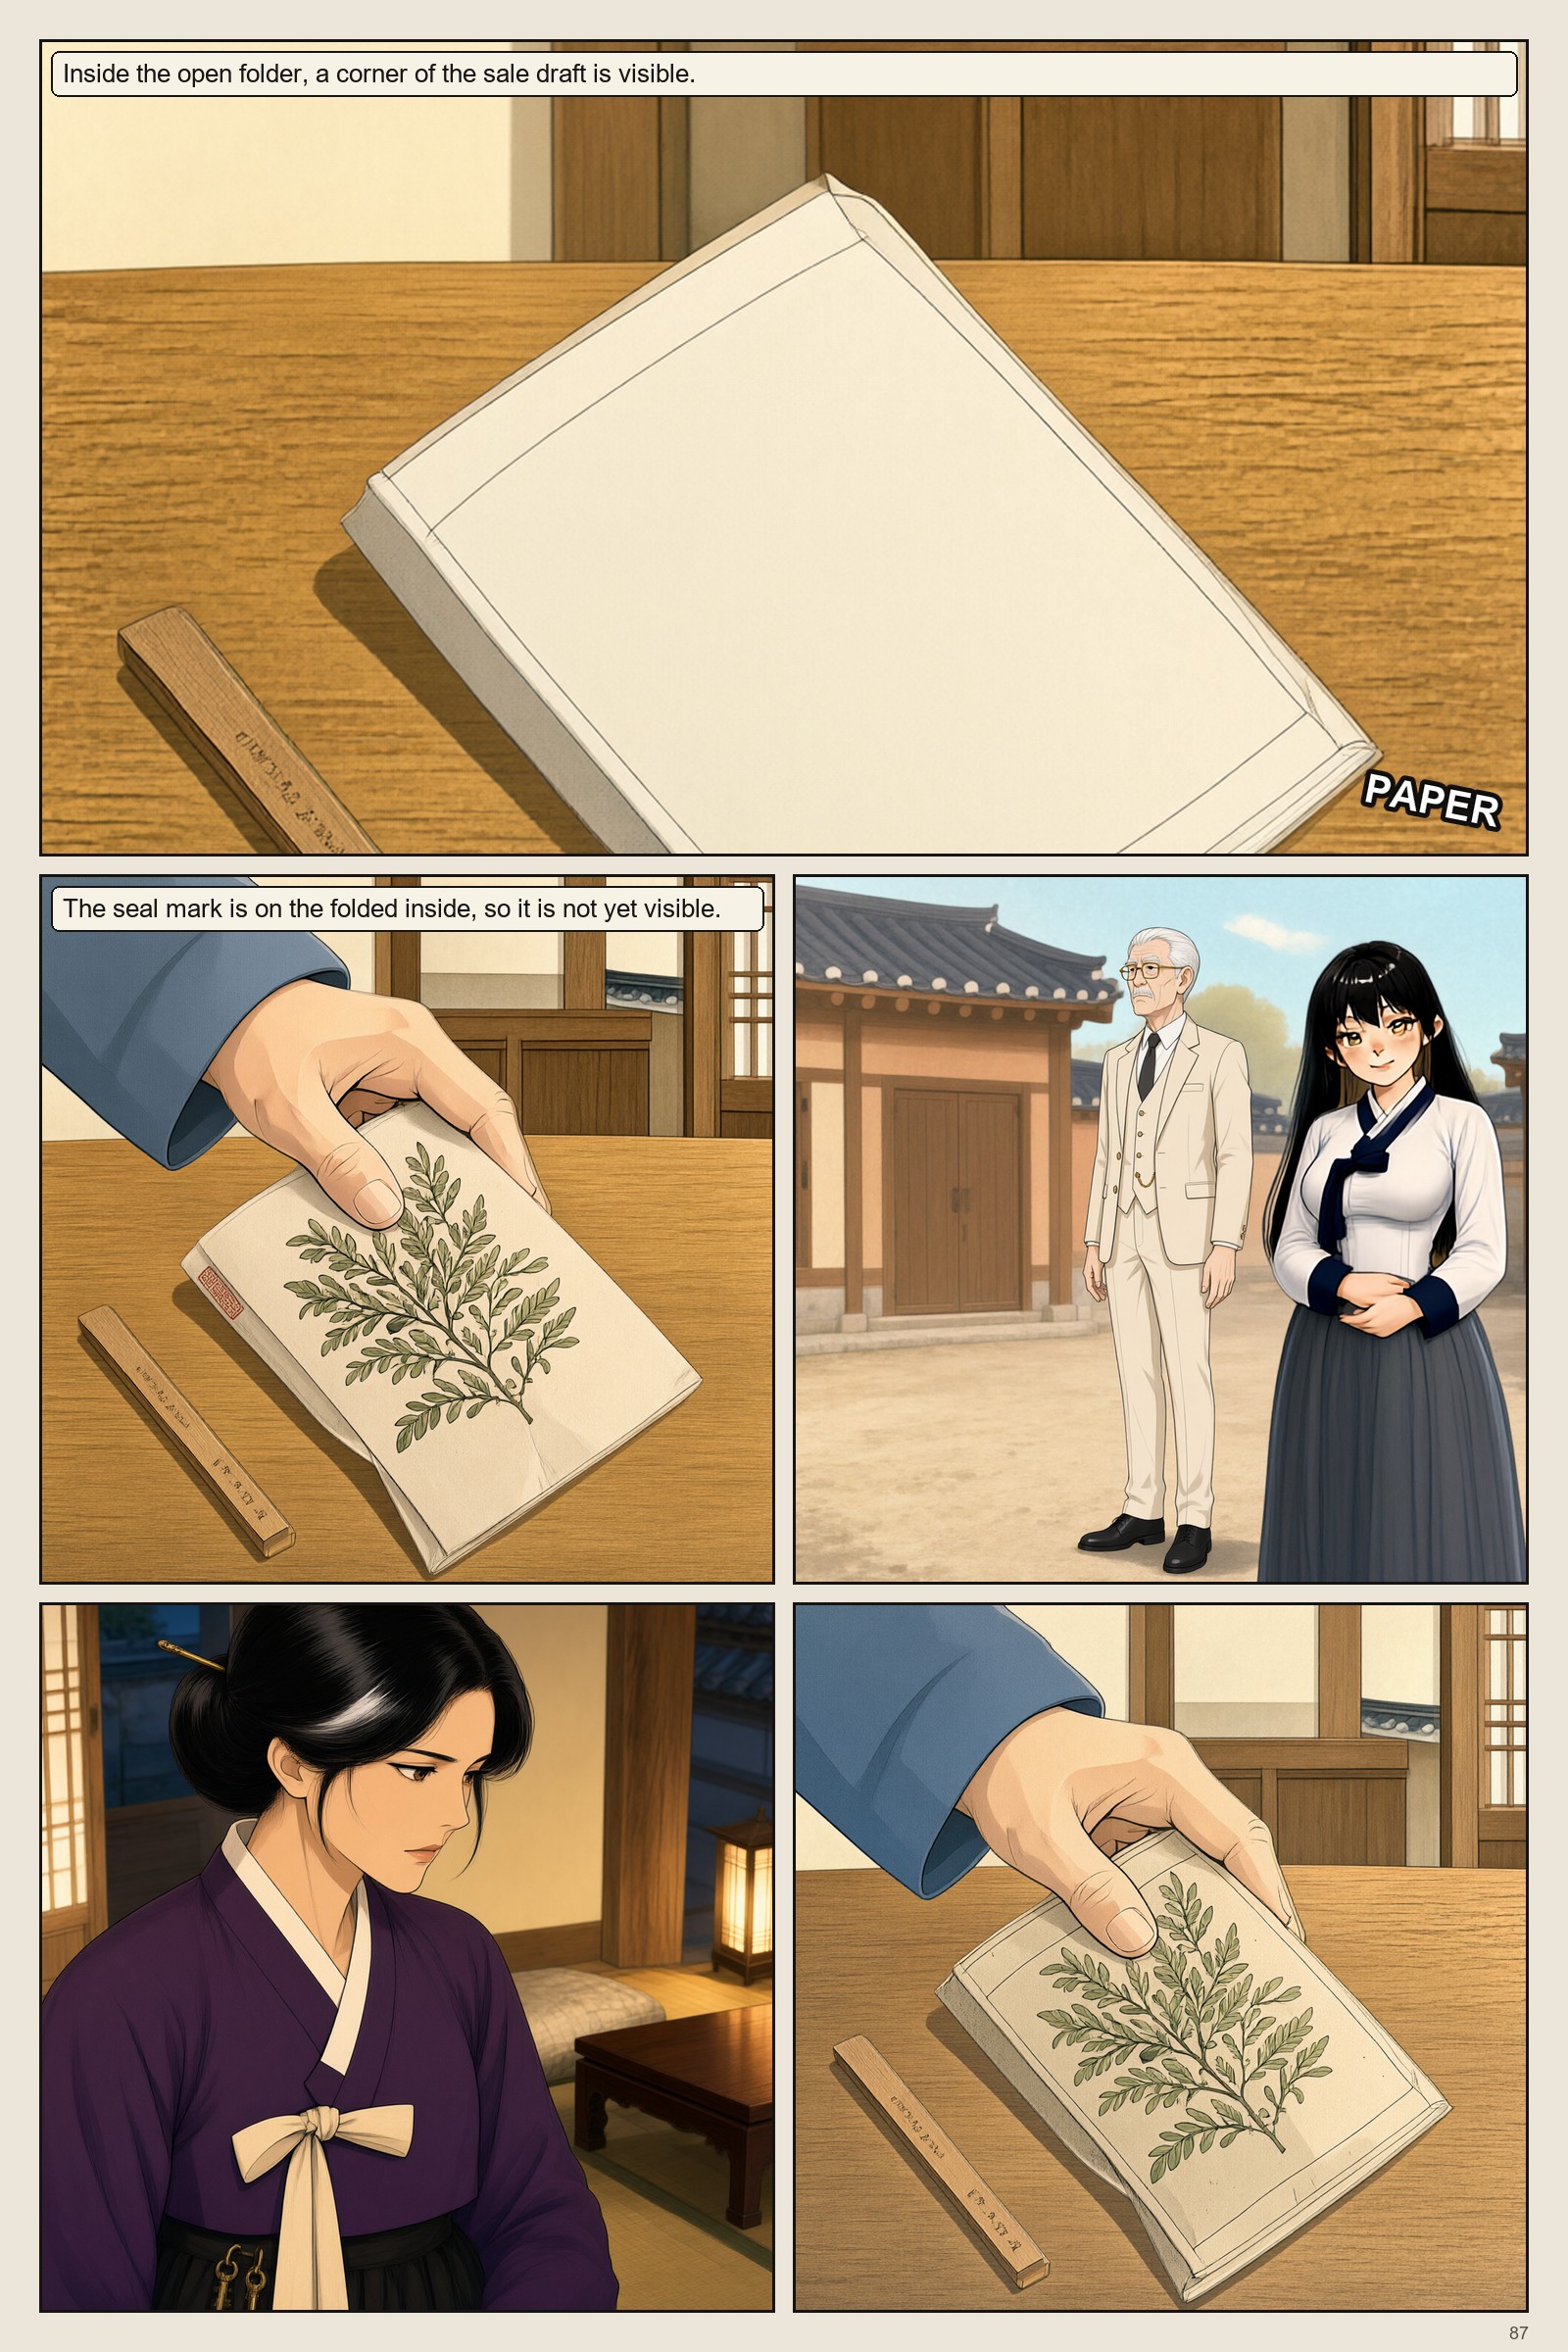 Inside the open folder, a corner of the sale draft is visible.
PAPER
The seal mark is on the folded inside, so it is not yet visible.
87